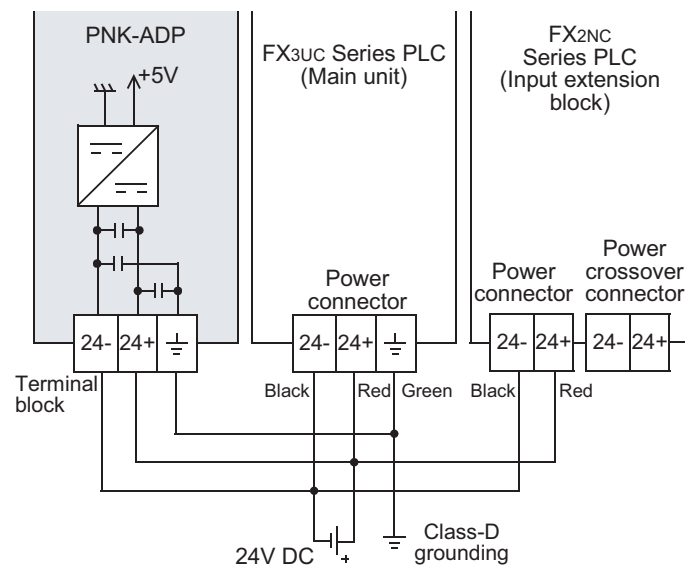 PNK-ADP
+5V
24-
24+
Terminal
block
FX3UC Series PLC
(Main unit)
Power
connector
24-
24+
Black
Red
Green
FX2NC
Series PLC
(Input extension
block)
Power
connector
24-
24+
Black
Red
Power
crossover
connector
24-
24+
24V DC
+
Class-D
grounding